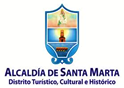 ALCALDÍA DE SANTA MARTA
Distrito Turístico, Cultural e Histórico